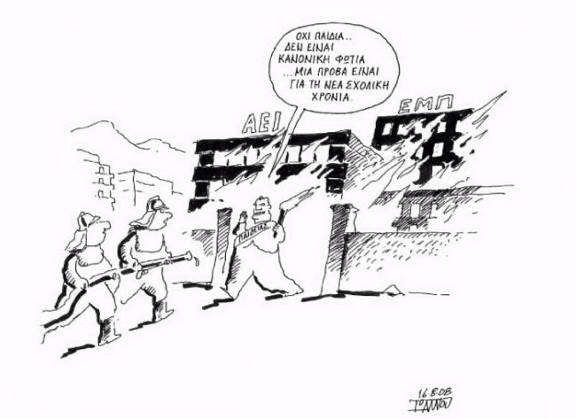 ΟΧΙ ΠΑΙΔΙΑ..
ΔΕΝ ΕΙΝΑΙ
ΚΑΝΟΝΙΚΗ ΦΩΤΙΑ
...ΜΙΑ ΠΡΟΒΑ ΕΙΝΑΙ
ΓΙΑ ΤΗ ΝΕΑ ΣΧΟΛΙΚΗ
ΧΡΟΝΙΑ.
ΑΕΙ
ΕΜΠ
ΠΑΙΔΕΙΑΣ
16.8.08